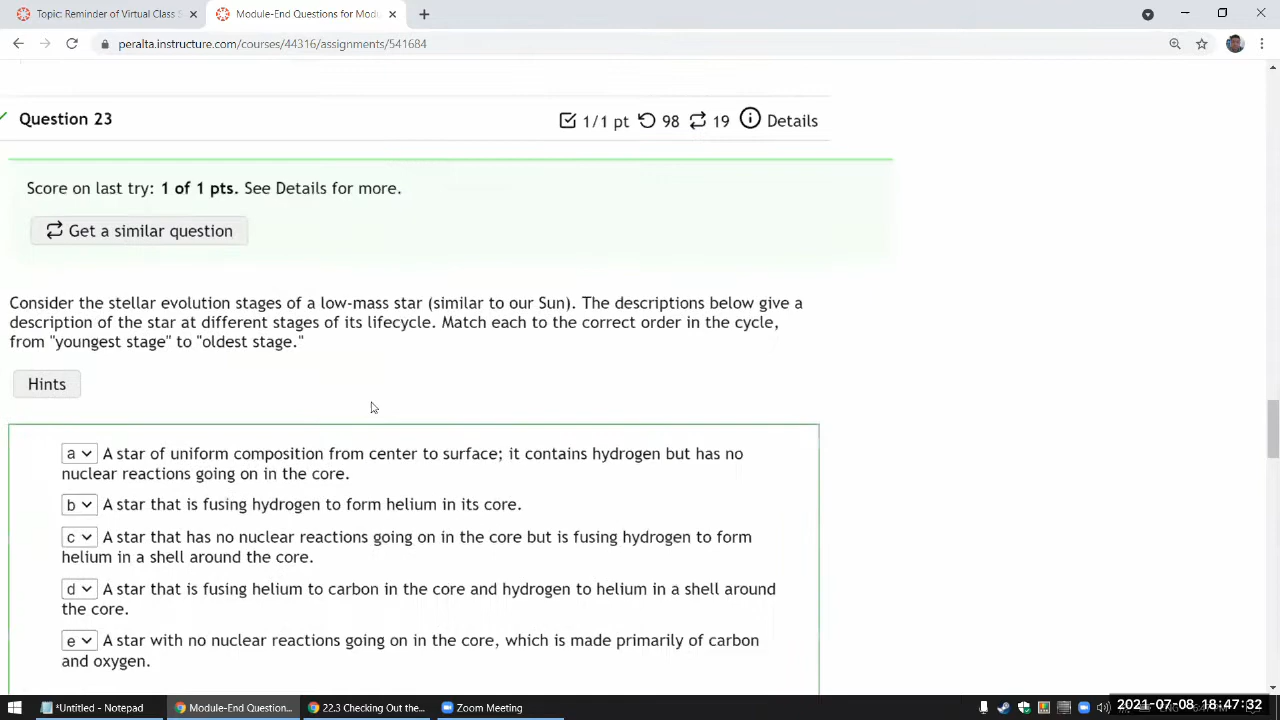 Topic: Reminder of Virtual Class S
Module-End Questions for Modu
peralta.instructure.com/courses/44316/assignments/541684
Question 23
1/1 pt 98 19 Details
Score on last try: 1 of 1 pts. See Details for more.
Get a similar question
Consider the stellar evolution stages of a low-mass star (similar to our Sun). The descriptions below give a
description of the star at different stages of its lifecycle. Match each to the correct order in the cycle,
from "youngest stage" to "oldest stage."
Hints
a A star of uniform composition from center to surface; it contains hydrogen but has no
nuclear reactions going on in the core.
b A star that is fusing hydrogen to form helium in its core.
c A star that has no nuclear reactions going on in the core but is fusing hydrogen to form
helium in a shell around the core.
d A star that is fusing helium to carbon in the core and hydrogen to helium in a shell around
the core.
e A star with no nuclear reactions going on in the core, which is made primarily of carbon
and oxygen.
*Untitled - Notepad
Module-End Question...
22.3 Checking Out the...
Zoom Meeting
2021-07-08 18:47:32